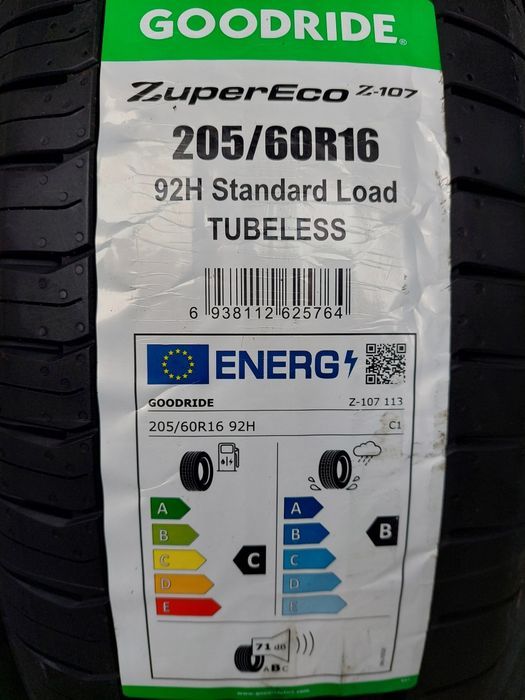 GOODRIDE®
ZuperEco Z-107
205/60R16
92H Standard Load
TUBELESS
6 938112 625764
ENERG
GOODRIDE Z-107 113
205/60R16 92H C1
A A
B B B
C C C
D D
E E
71 dB
ABC